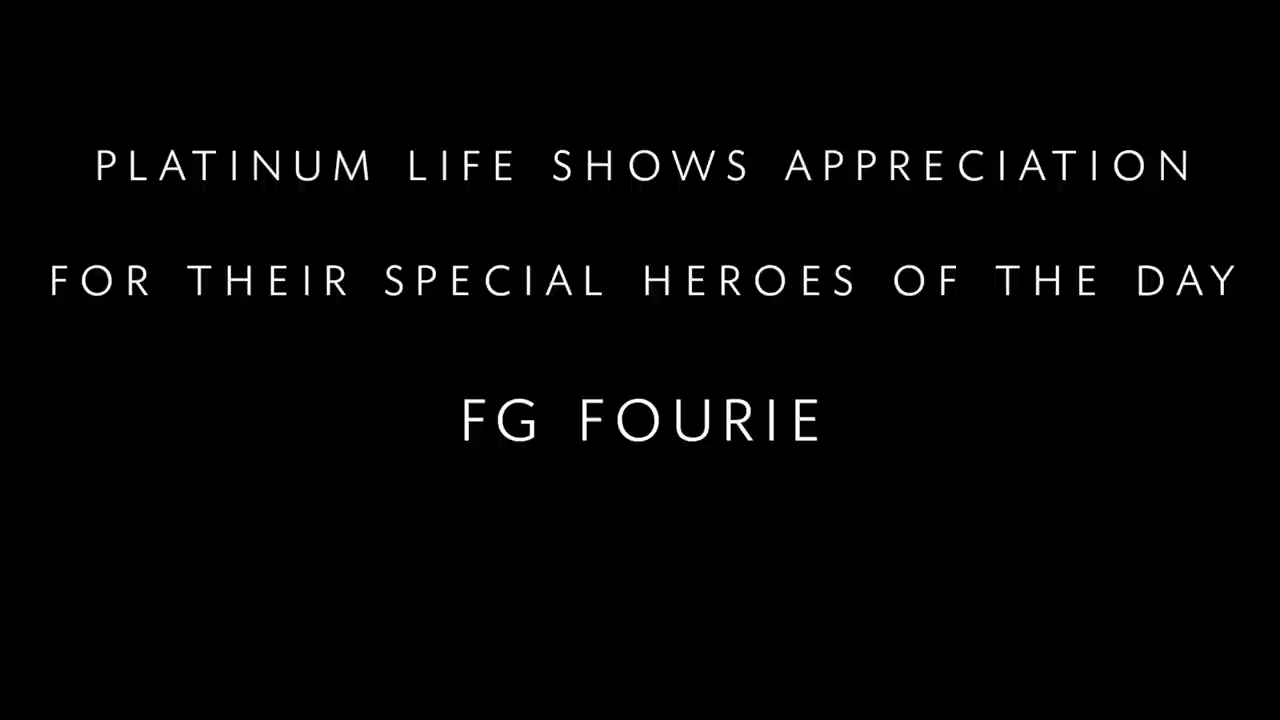 PLATINUM LIFE SHOWS APPRECIATION
FOR THEIR SPECIAL HEROES OF THE DAY
FG FOURIE